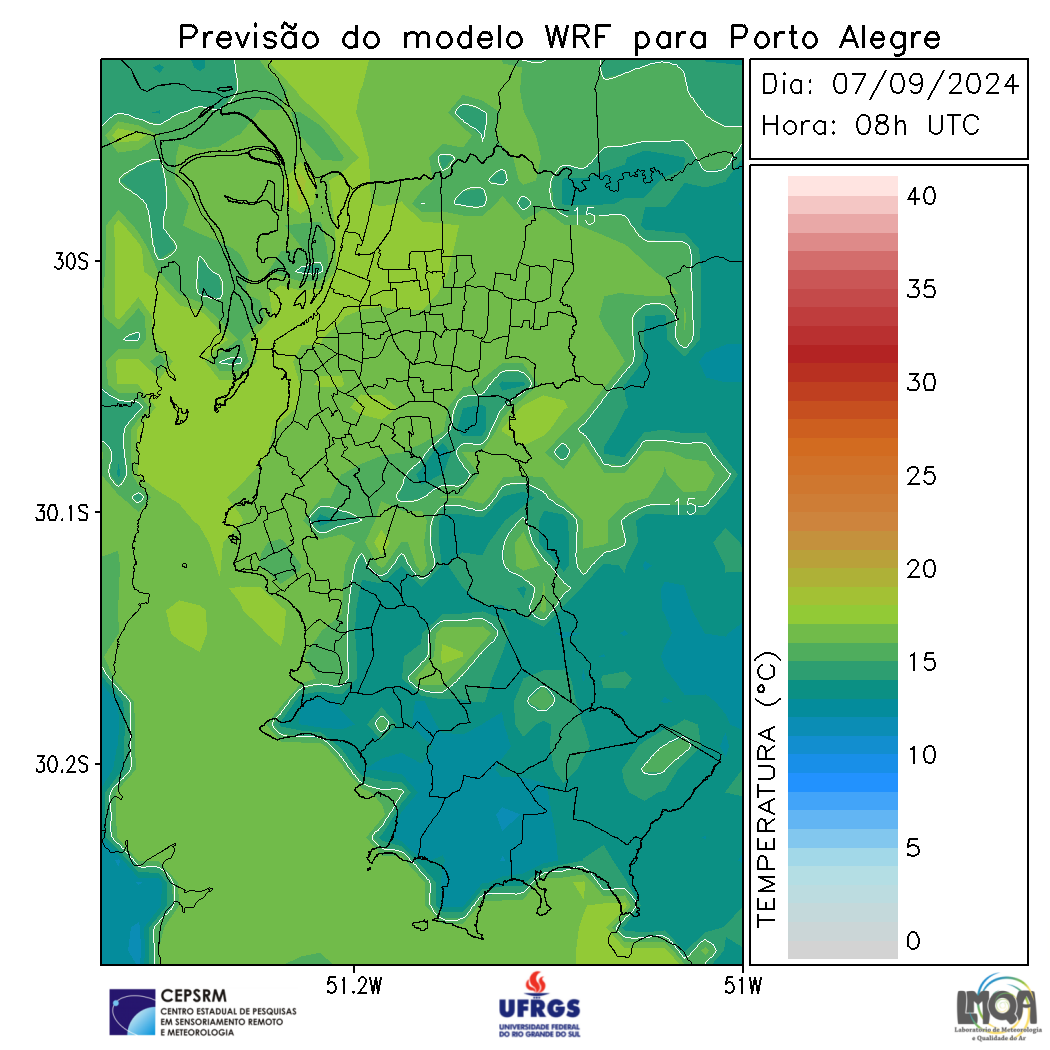 Previsão do modelo WRF para Porto Alegre
Dia: 07/09/2024
Hora: 08h UTC
40
35
30
25
20
15
10
5
0
TEMPERATURA (°C)
30S
30.1S
30.2S
15
15
51.2W
51W
CEPSRM
CENTRO ESTADUAL DE PESQUISAS
EM SENSORIAMENTO REMOTO
E METEOROLOGIA
UFRGS
UNIVERSIDADE FEDERAL
DO RIO GRANDE DO SUL
LMQA
Laboratório de Meteorologia
e Qualidade do Ar